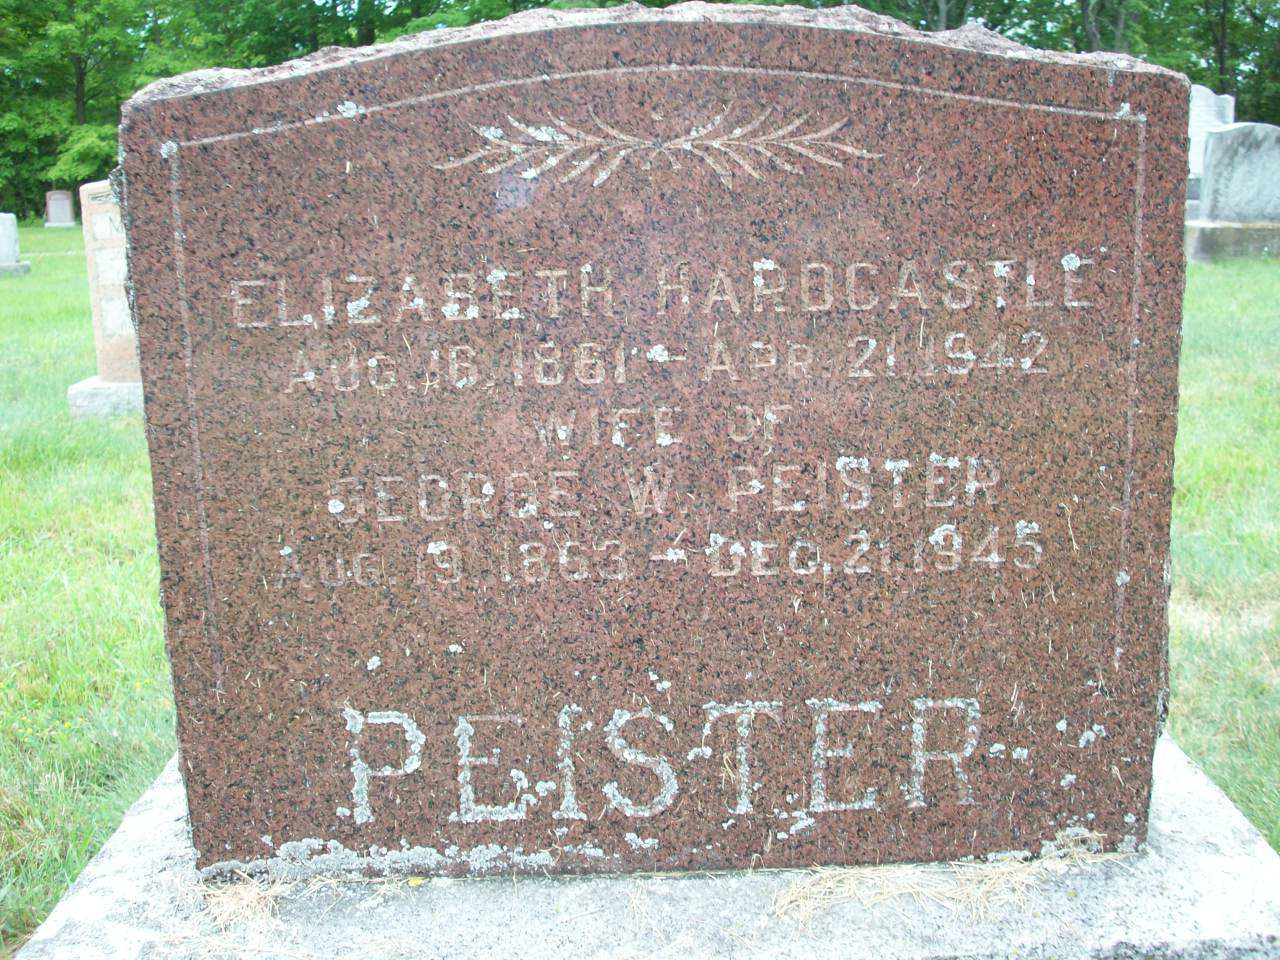 ELIZABETH HARDCASTLE
AUG. 16, 1861 - APR. 21, 1942
WIFE OF
GEORGE W. PEISTER
AUG. 19, 1863 - DEC. 21, 1945
PEISTER